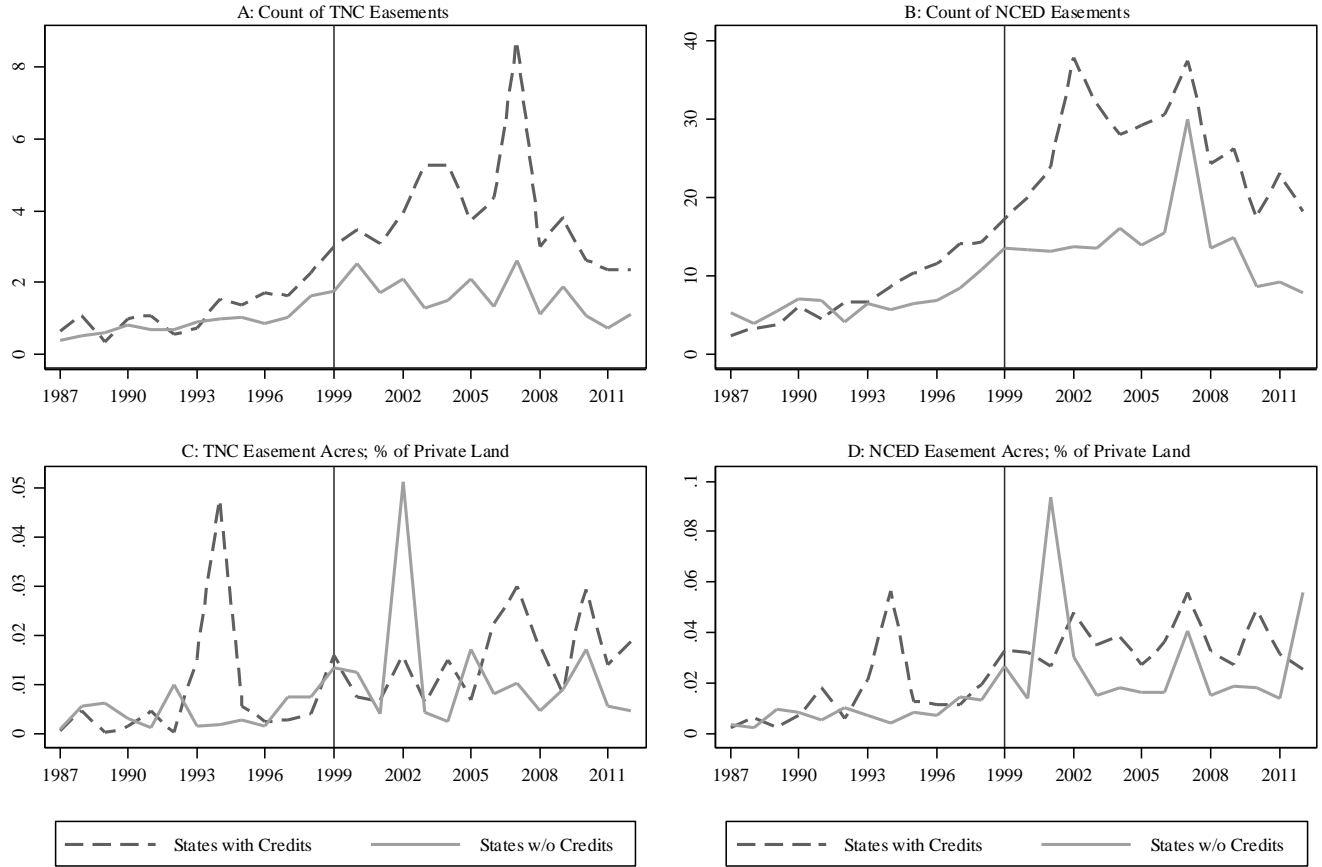 A: Count of TNC Easements
8
6
4
2
0
1987 1990 1993 1996 1999 2002 2005 2008 2011
B: Count of NCED Easements
40
30
20
10
0
1987 1990 1993 1996 1999 2002 2005 2008 2011
C: TNC Easement Acres; % of Private Land
.05
.04
.03
.02
.01
0
1987 1990 1993 1996 1999 2002 2005 2008 2011
D: NCED Easement Acres; % of Private Land
.1
.08
.06
.04
.02
0
1987 1990 1993 1996 1999 2002 2005 2008 2011
States with Credits States w/o Credits
States with Credits States w/o Credits